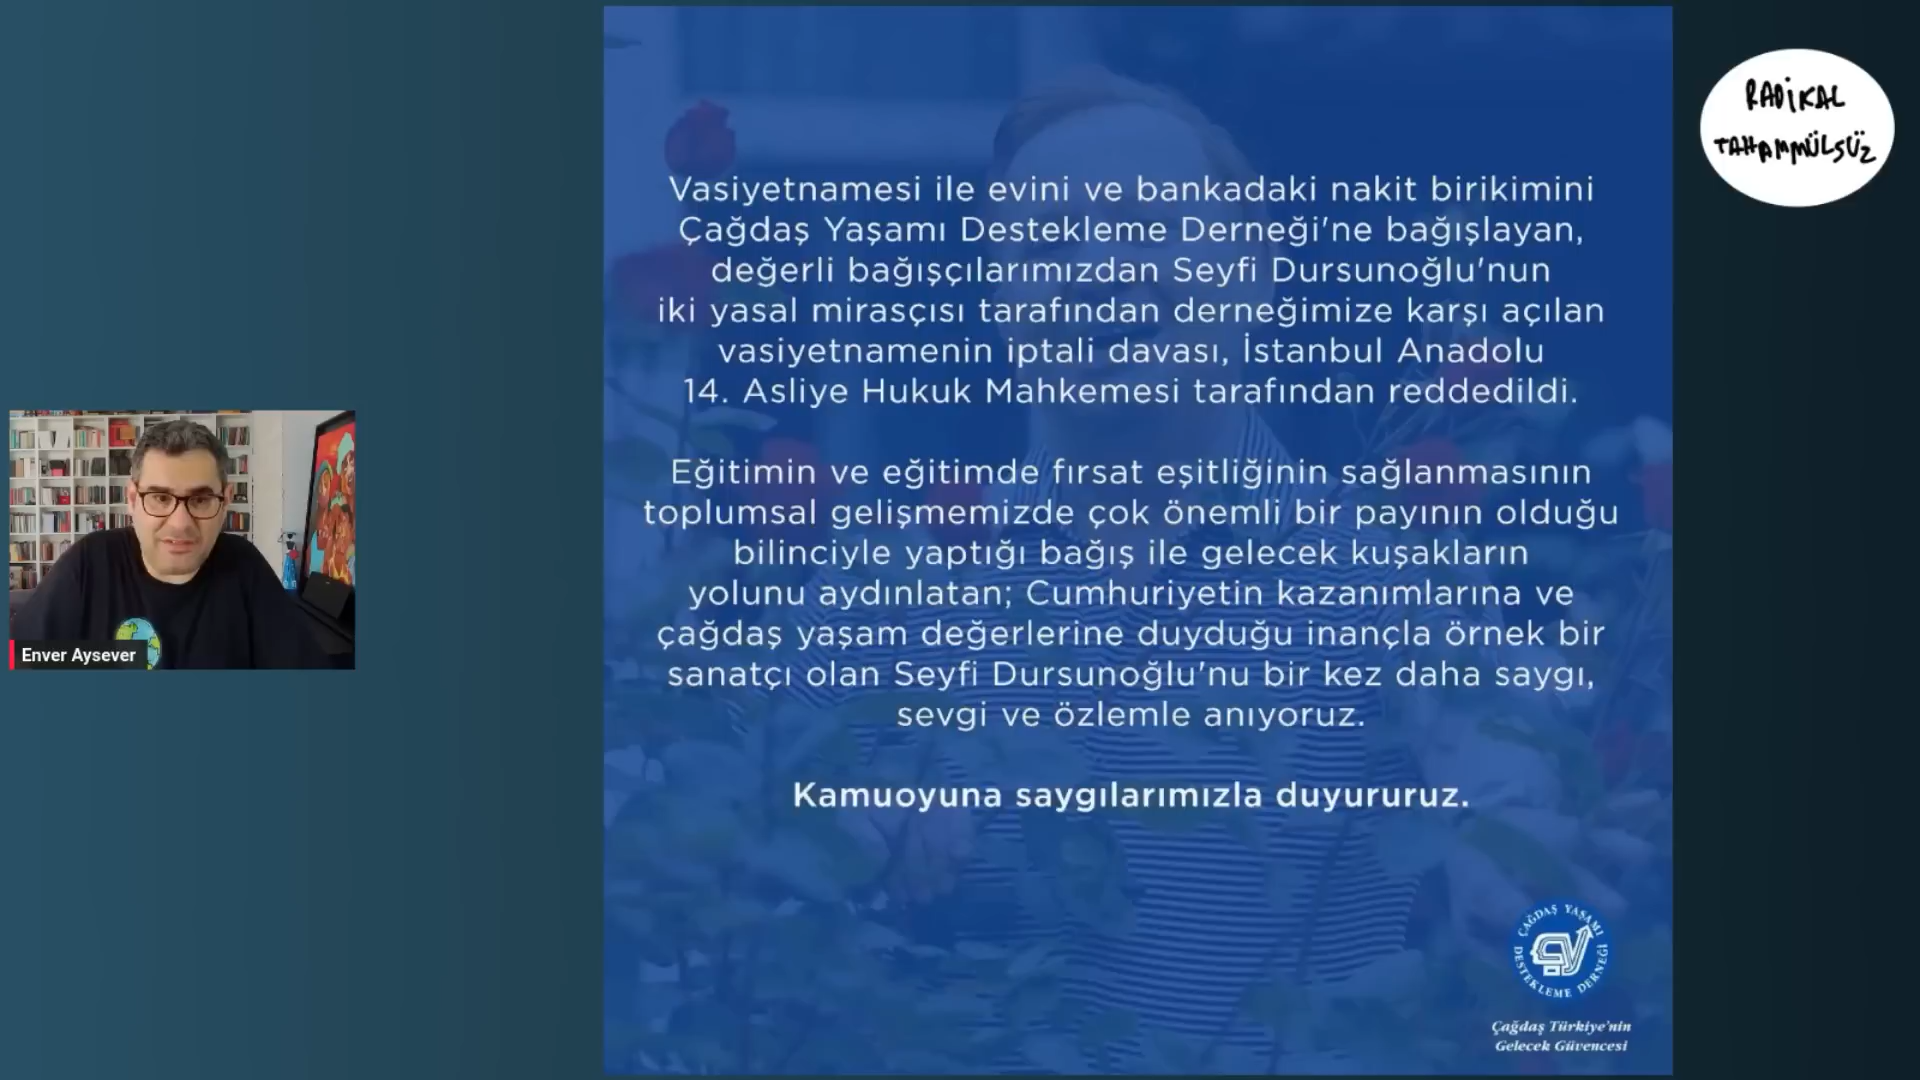 RADİKAL
TAHAMMÜLSÜZ
Vasiyetnamesi ile evini ve bankadaki nakit birikimini
Çağdaş Yaşamı Destekleme Derneği'ne bağışlayan,
değerli bağışçılarımızdan Seyfi Dursunoğlu'nun
iki yasal mirasçısı tarafından derneğimize karşı açılan
vasiyetnamenin iptali davası, İstanbul Anadolu
14. Asliye Hukuk Mahkemesi tarafından reddedildi.
Eğitimin ve eğitimde fırsat eşitliğinin sağlanmasının
toplumsal gelişmemizde çok önemli bir payının olduğu
bilinciyle yaptığı bağış ile gelecek kuşakların
yolunu aydınlatan; Cumhuriyetin kazanımlarına ve
çağdaş yaşam değerlerine duyduğu inançla örnek bir
sanatçı olan Seyfi Dursunoğlu'nu bir kez daha saygı,
sevgi ve özlemle anıyoruz.
Kamuoyuna saygılarımızla duyururuz.
Enver Aysever
ÇAĞDAŞ YAŞAMI
DESTEKLEME DERNEĞİ
Çağdaş Türkiye'nin
Gelecek Güvencesi